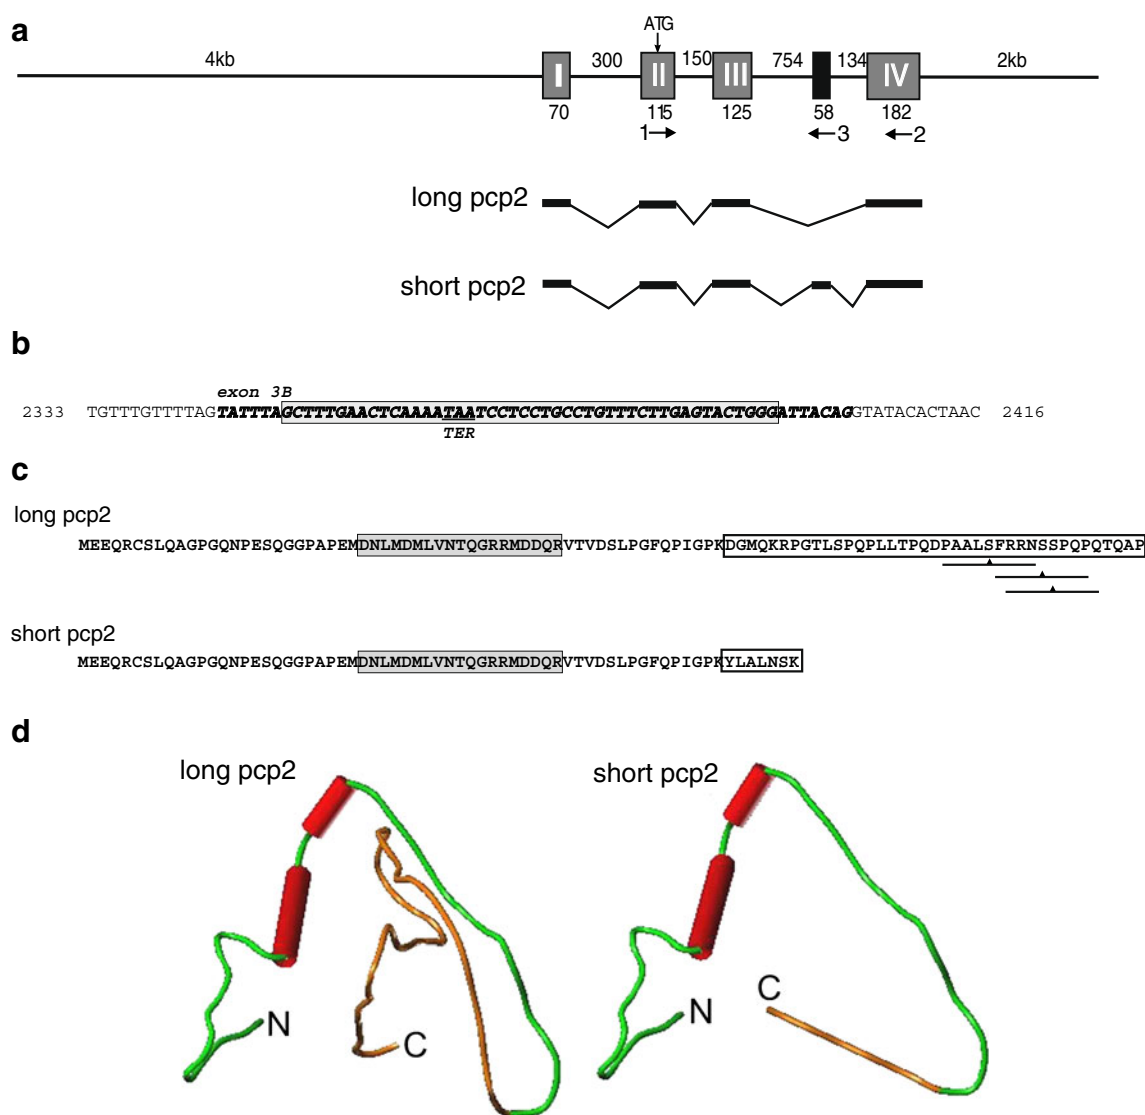 a
ATG
4kb 300 150 754 134 2kb
I II III IV
70 115 125 58 182
1 3 2
long pcp2
short pcp2
b
exon 3B
2333 TGTTTGTTTTAGTATTTAGCTTTGAACTCAAAATAATCCTCCTGCCTGTTTCTTGAGTACTGGGATTACAGGTATACACTAAC 2416
TER
c
long pcp2
MEEQRCSLQAGPGQNPESQGGPAPEMDNLMDMLVNTQGRRMDDQRVTVDSLPGFQPIGPKDGMQKRPGTLSPQPLLTPQDPAALSFRRNSSPQPQTQAP
short pcp2
MEEQRCSLQAGPGQNPESQGGPAPEMDNLMDMLVNTQGRRMDDQRVTVDSLPGFQPIGPKYLALNSK
d
long pcp2
short pcp2
N C
N C